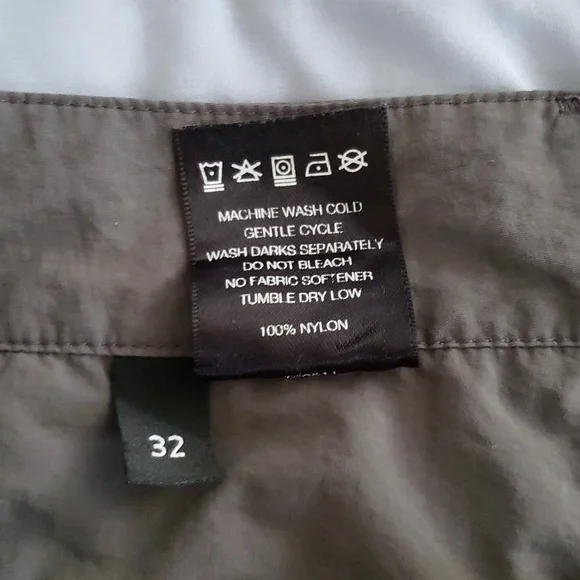 MACHINE WASH COLD
GENTLE CYCLE
WASH DARKS SEPARATELY
DO NOT BLEACH
NO FABRIC SOFTENER
TUMBLE DRY LOW
100% NYLON
32